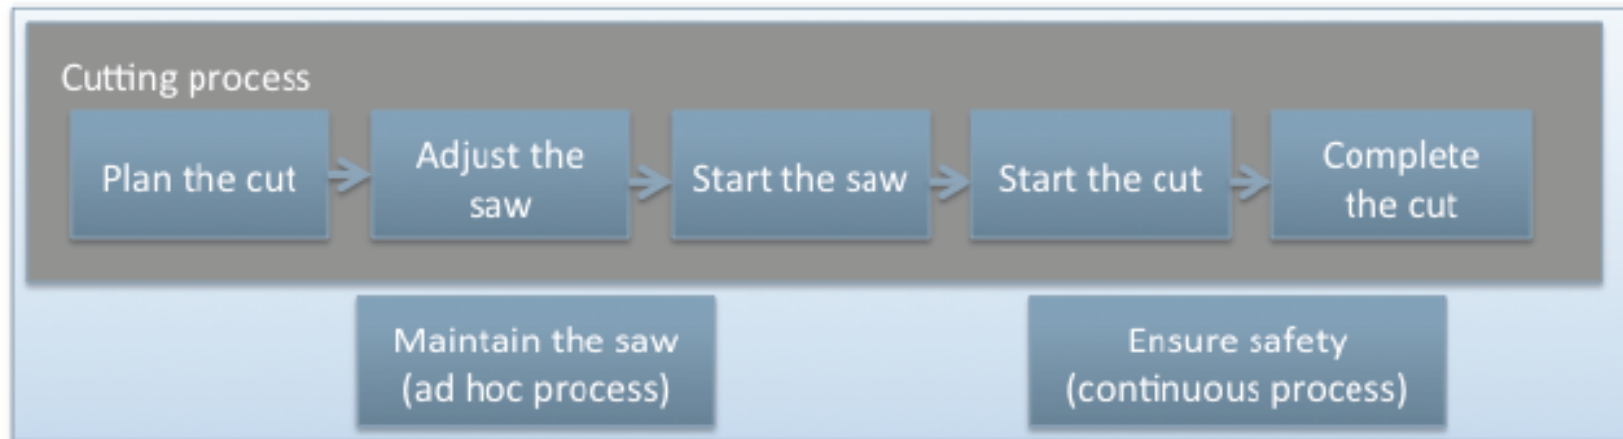 Cutting process
Plan the cut
Adjust the
saw
Start the saw
Start the cut
Complete
the cut
Maintain the saw
(ad hoc process)
Ensure safety
(continuous process)